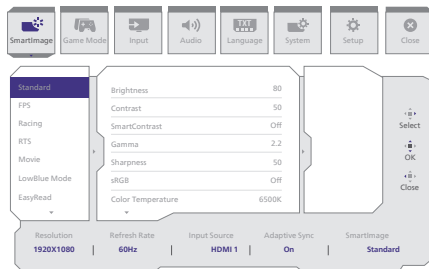 SmartImage
Game Mode
Input
Audio
TXT
Language
System
Setup
Close
Standard
FPS
Racing
RTS
Movie
LowBlue Mode
EasyRead
Brightness 80
Contrast 50
SmartContrast Off
Gamma 2.2
Sharpness 50
sRGB Off
Color Temperature 6500K
Select
OK
Close
Resolution Refresh Rate Input Source Adaptive Sync SmartImage
1920X1080 | 60Hz | HDMI 1 | On | Standard